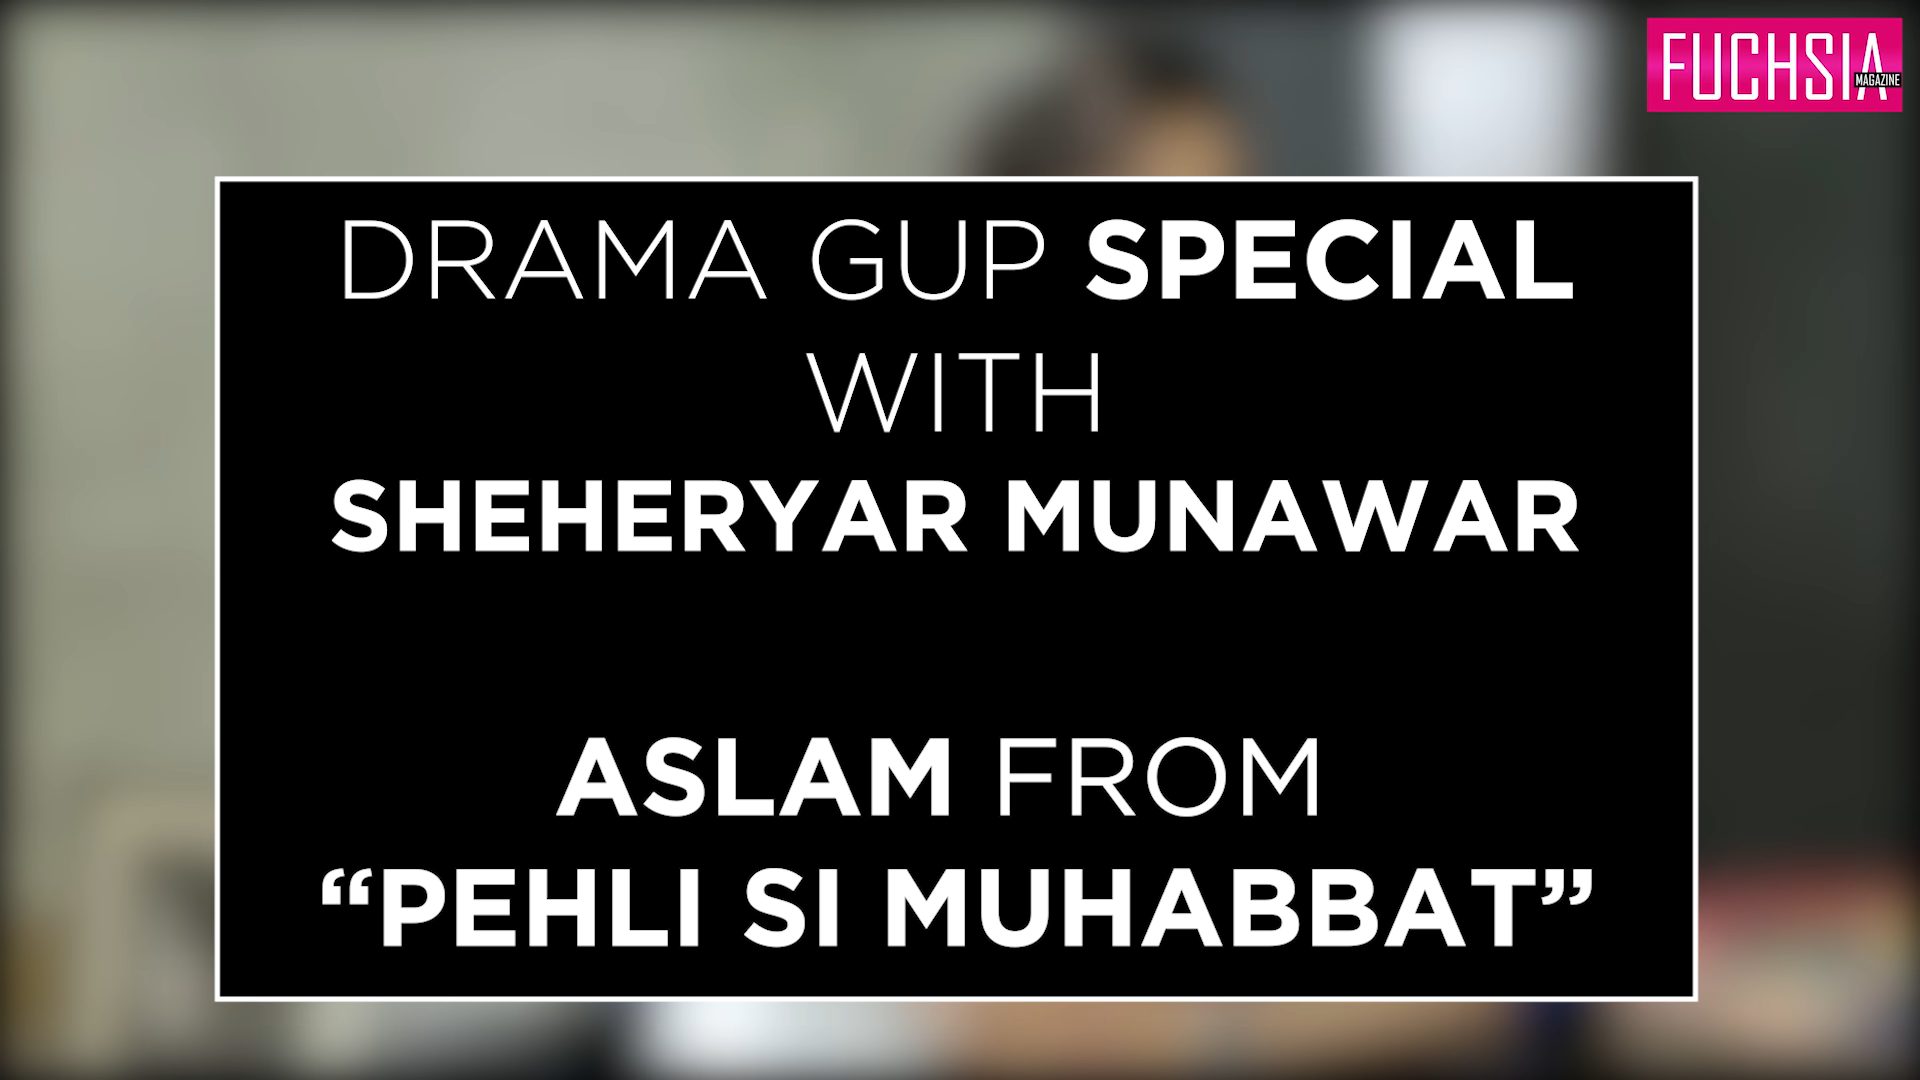 FUCHSIA
MAGAZINE
DRAMA GUP SPECIAL
WITH
SHEHERYAR MUNAWAR
ASLAM FROM
“PEHLI SI MUHABBAT”